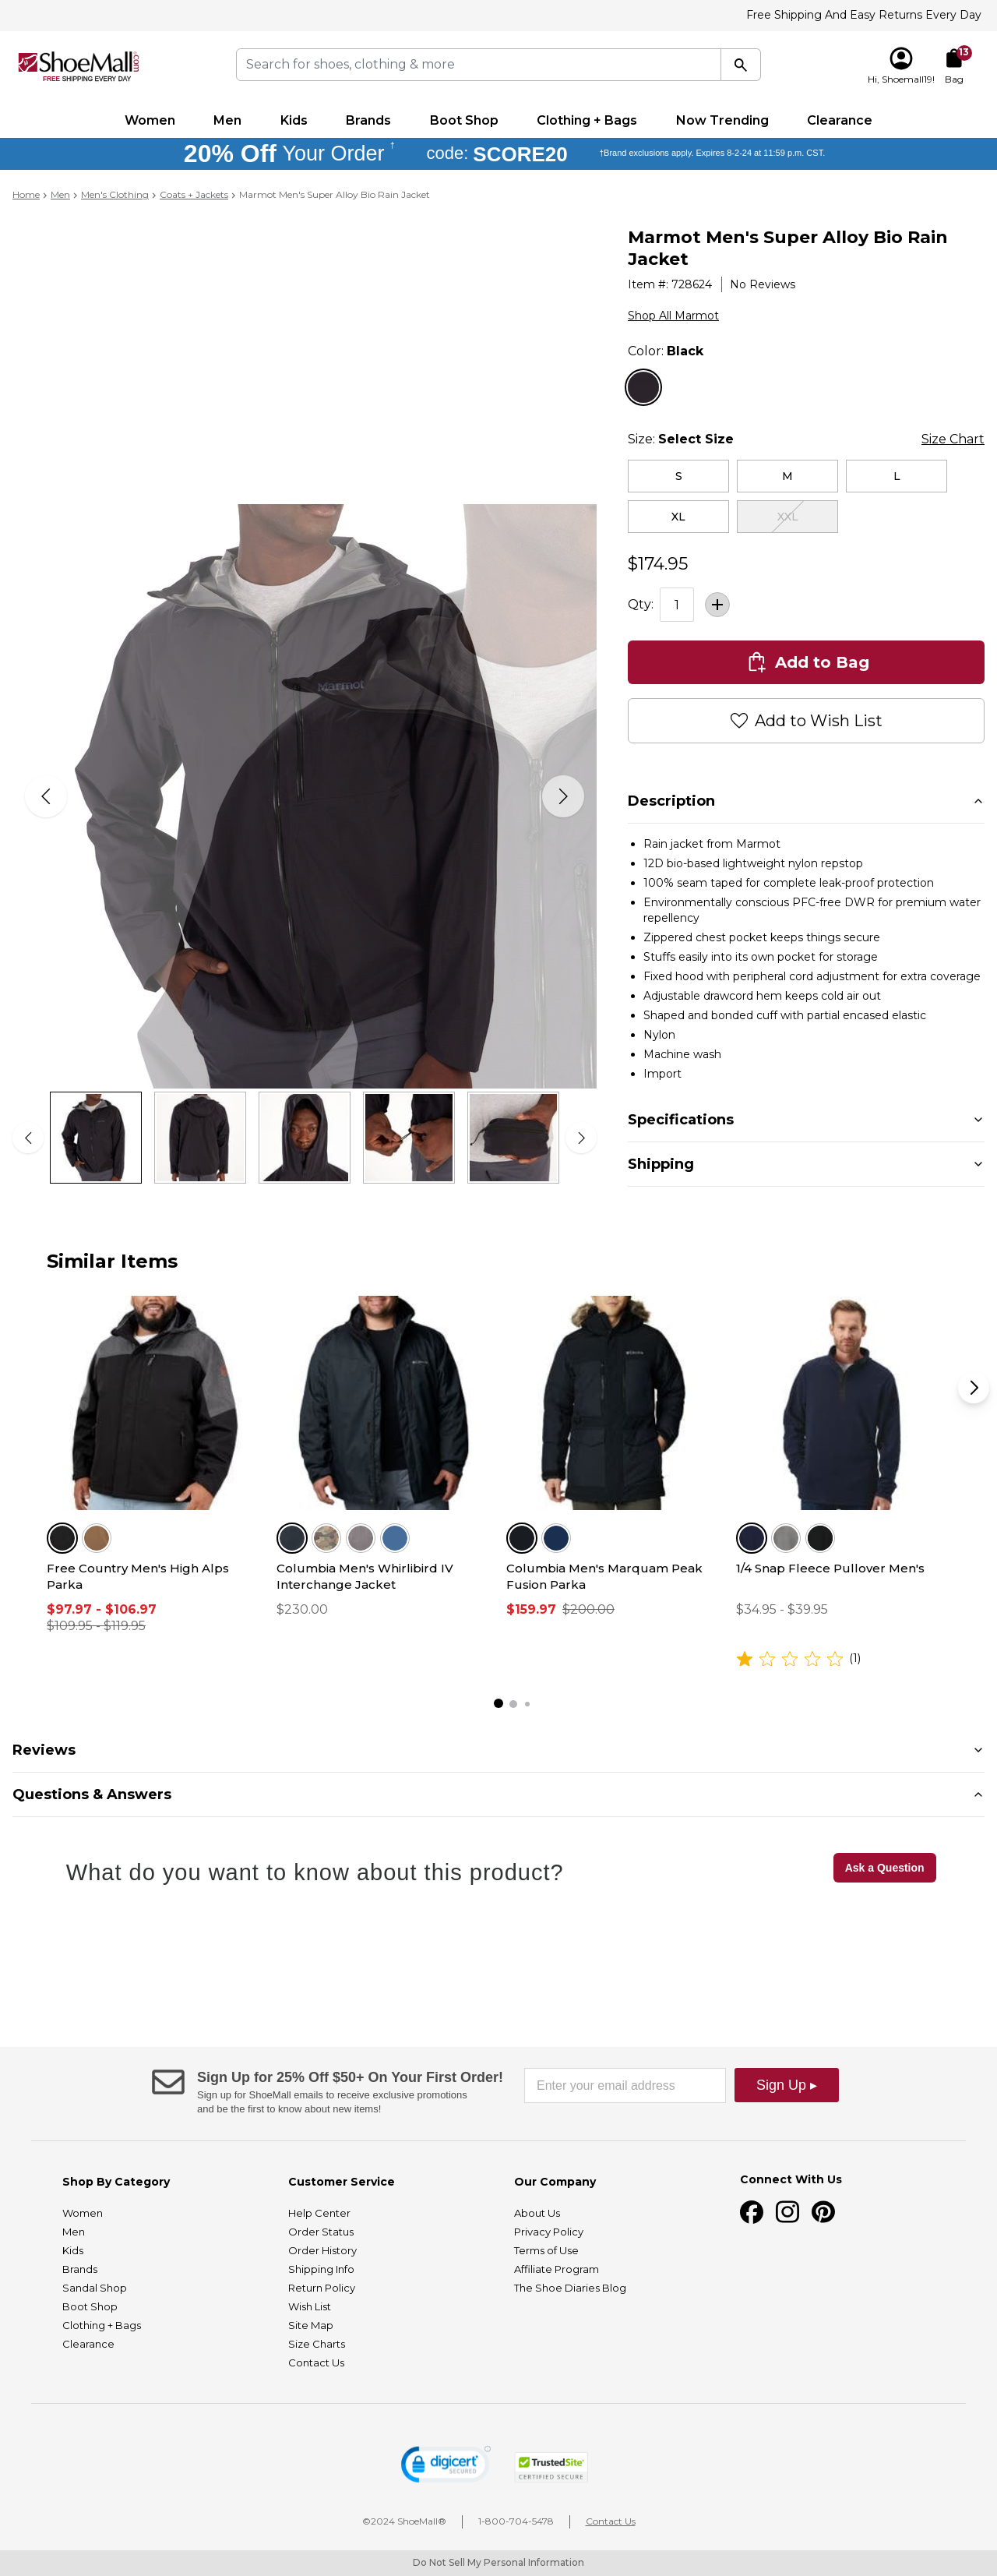 Free Shipping And Easy Returns Every Day
ShoeMall.com
FREE SHIPPING EVERY DAY
Search for shoes, clothing & more
Hi, Shoemall19!
13
Bag
Women
Men
Kids
Brands
Boot Shop
Clothing + Bags
Now Trending
Clearance
20% Off Your Order †
code: SCORE20
†Brand exclusions apply. Expires 8-2-24 at 11:59 p.m. CST.
Home > Men > Men's Clothing > Coats + Jackets > Marmot Men's Super Alloy Bio Rain Jacket
Marmot
Marmot Men's Super Alloy Bio Rain
Jacket
Item #: 728624
No Reviews
Shop All Marmot
Color: Black
Size: Select Size
Size Chart
S
M
L
XL
XXL
$174.95
Qty:
1
+
Add to Bag
Add to Wish List
Description
• Rain jacket from Marmot
• 12D bio-based lightweight nylon repstop
• 100% seam taped for complete leak-proof protection
• Environmentally conscious PFC-free DWR for premium water
repellency
• Zippered chest pocket keeps things secure
• Stuffs easily into its own pocket for storage
• Fixed hood with peripheral cord adjustment for extra coverage
• Adjustable drawcord hem keeps cold air out
• Shaped and bonded cuff with partial encased elastic
• Nylon
• Machine wash
• Import
Specifications
Shipping
Similar Items
Free Country Men's High Alps
Parka
$97.97 - $106.97
$109.95 - $119.95
Columbia Men's Whirlibird IV
Interchange Jacket
$230.00
Columbia Men's Marquam Peak
Fusion Parka
$159.97 $200.00
1/4 Snap Fleece Pullover Men's
$34.95 - $39.95
(1)
Reviews
Questions & Answers
What do you want to know about this product?
Ask a Question
Sign Up for 25% Off $50+ On Your First Order!
Sign up for ShoeMall emails to receive exclusive promotions
and be the first to know about new items!
Enter your email address
Sign Up ▸
Shop By Category
Women
Men
Kids
Brands
Sandal Shop
Boot Shop
Clothing + Bags
Clearance
Customer Service
Help Center
Order Status
Order History
Shipping Info
Return Policy
Wish List
Site Map
Size Charts
Contact Us
Our Company
About Us
Privacy Policy
Terms of Use
Affiliate Program
The Shoe Diaries Blog
Connect With Us
digicert
SECURED
TrustedSite
CERTIFIED SECURE
©2024 ShoeMall®
1-800-704-5478
Contact Us
Do Not Sell My Personal Information